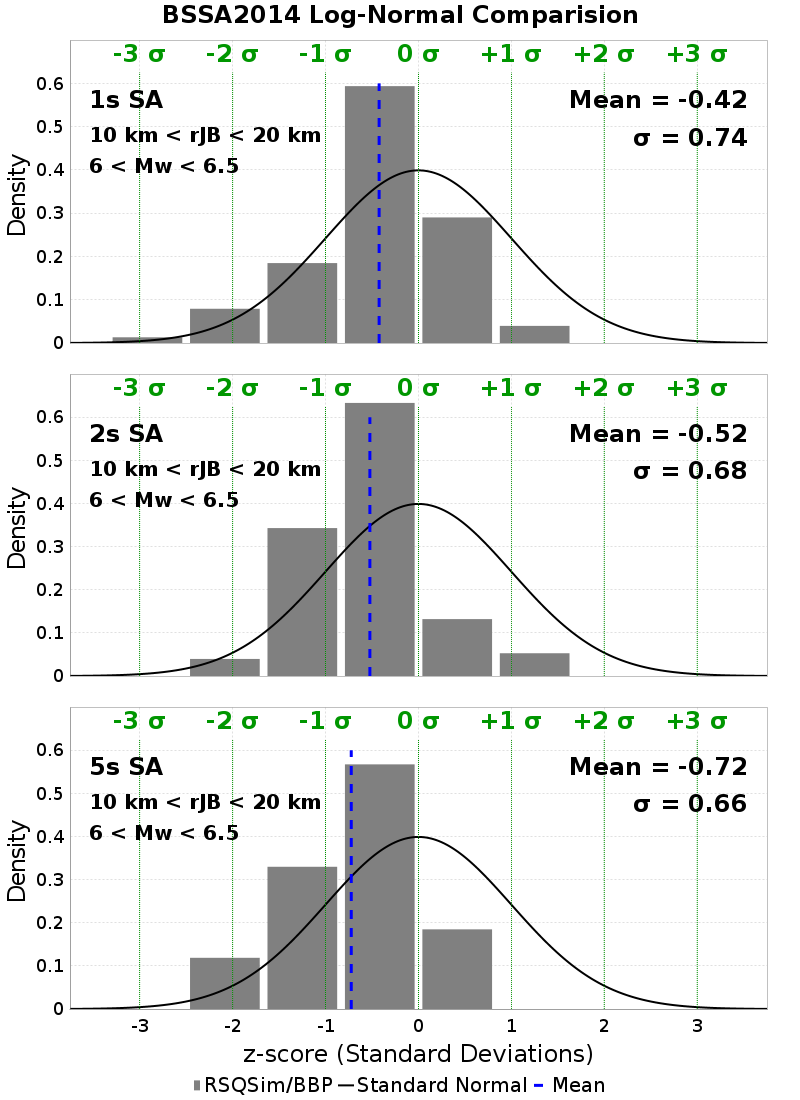 BSSA2014 Log-Normal Comparision
-3 σ -2 σ -1 σ 0 σ +1 σ +2 σ +3 σ
1s SA
Mean = -0.42
10 km < rJB < 20 km
σ = 0.74
6 < Mw < 6.5
Density
0.6
0.5
0.4
0.3
0.2
0.1
0
-3 σ -2 σ -1 σ 0 σ +1 σ +2 σ +3 σ
2s SA
Mean = -0.52
10 km < rJB < 20 km
σ = 0.68
6 < Mw < 6.5
Density
0.6
0.5
0.4
0.3
0.2
0.1
0
-3 σ -2 σ -1 σ 0 σ +1 σ +2 σ +3 σ
5s SA
Mean = -0.72
10 km < rJB < 20 km
σ = 0.66
6 < Mw < 6.5
Density
0.6
0.5
0.4
0.3
0.2
0.1
0
-3 -2 -1 0 1 2 3
z-score (Standard Deviations)
RSQSim/BBP Standard Normal Mean